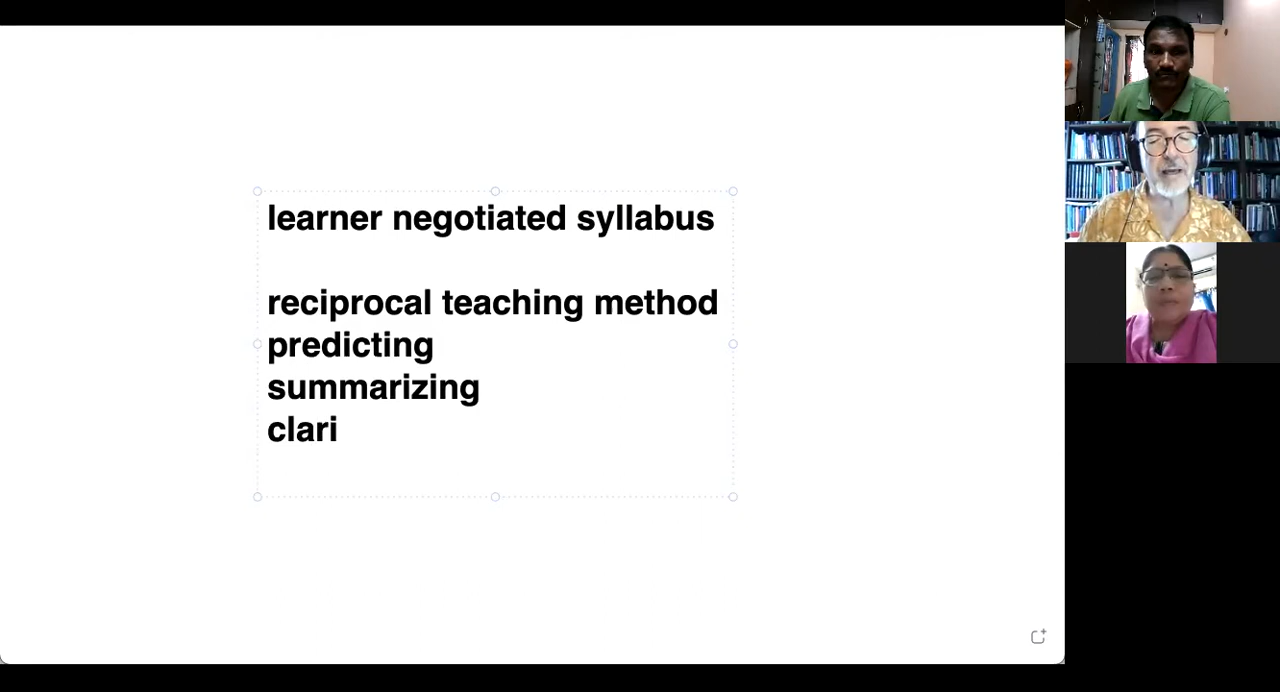 learner negotiated syllabus
reciprocal teaching method
predicting
summarizing
clari